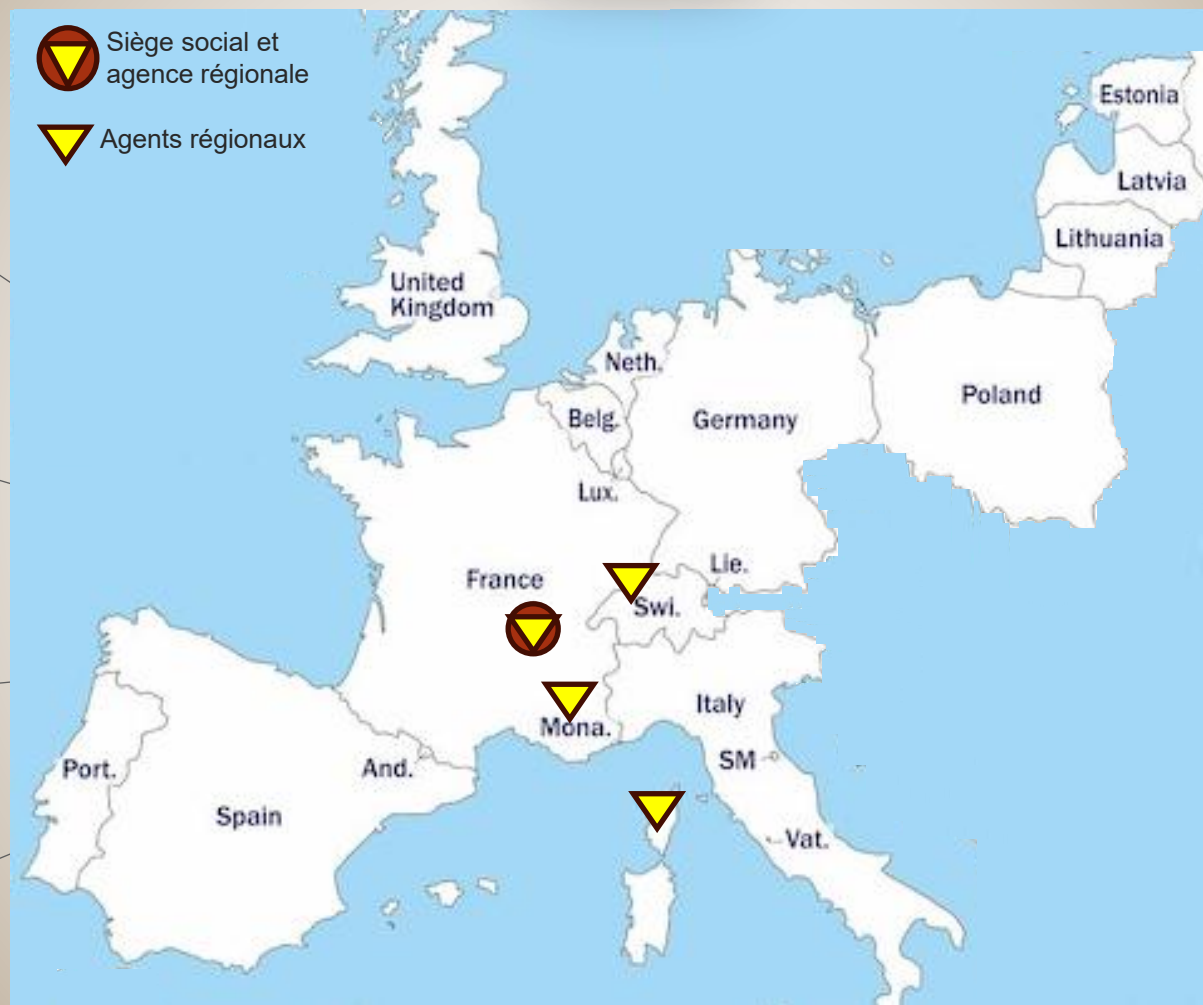 Siège social et
agence régionale
Agents régionaux
Estonia
Latvia
Lithuania
United
Kingdom
Neth.
Poland
Belg.
Germany
Lux.
Lie.
France
Swi.
Italy
Mona.
SM
Port.
And.
Spain
Vat.